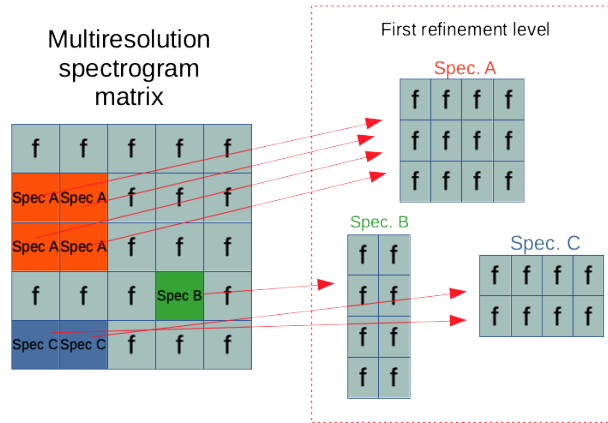 Multiresolution
spectrogram
matrix
f f f f f
Spec A Spec A f f f
Spec A Spec A f f f
f f f Spec B f
Spec C Spec C f f f
First refinement level
Spec. A
f f f f
f f f f
f f f f
Spec. B
f f
f f
f f
f f
Spec. C
f f f f
f f f f